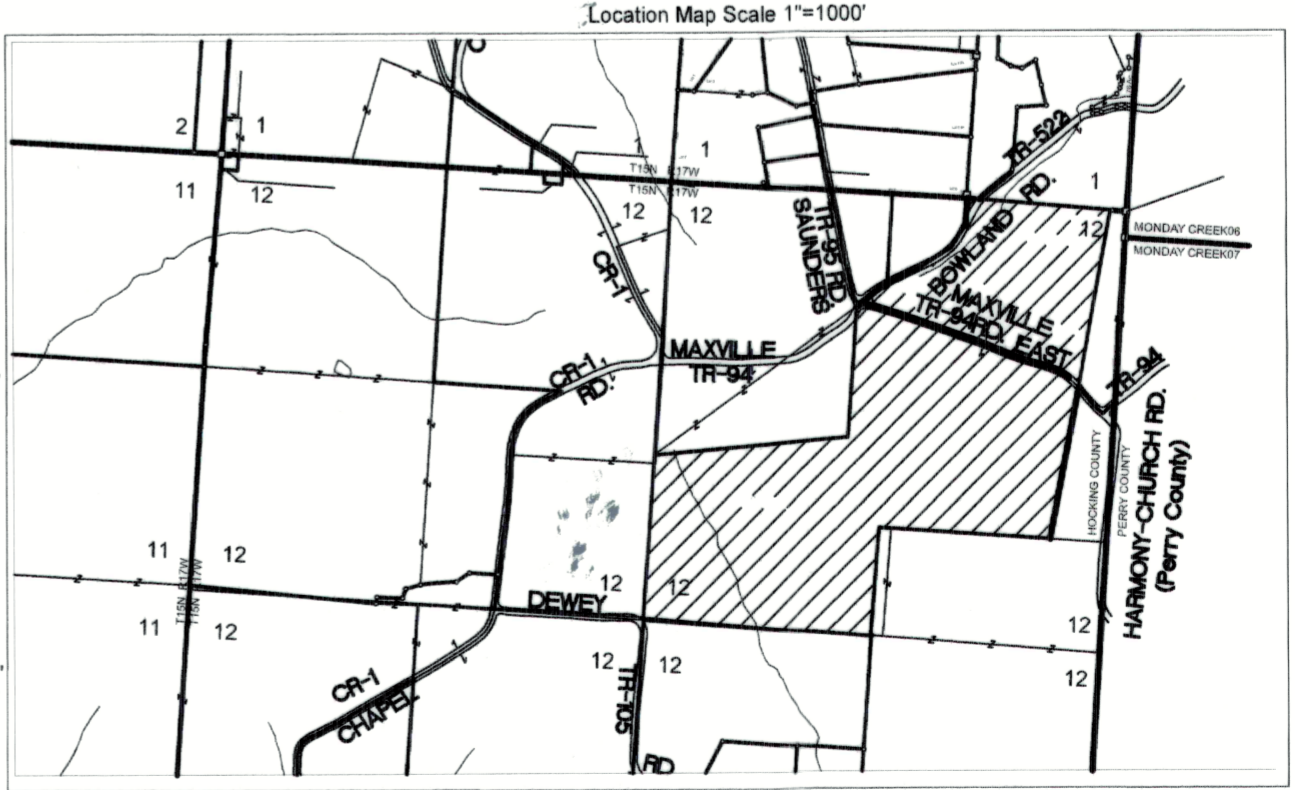 Location Map Scale 1"=1000'
2
1
11
12
1
1
T15N R17W
T15N R17W
12
12
TR-522
BOWLAND RD.
1
12
MONDAY CREEK06
MONDAY CREEK07
CR-1
TR-95 RD.
SAUNDERS
MAXVILLE
TR-94
MAXVILLE
TR-94RD. EAST
TR-94
CR-1
RD.
HOCKING COUNTY
PERRY COUNTY
HARMONY-CHURCH RD.
(Perry County)
11
12
T15N R17W
T15N R17W
11
12
12
12
DEWEY
12
12
TR-105
RD
12
12
CR-1
CHAPEL